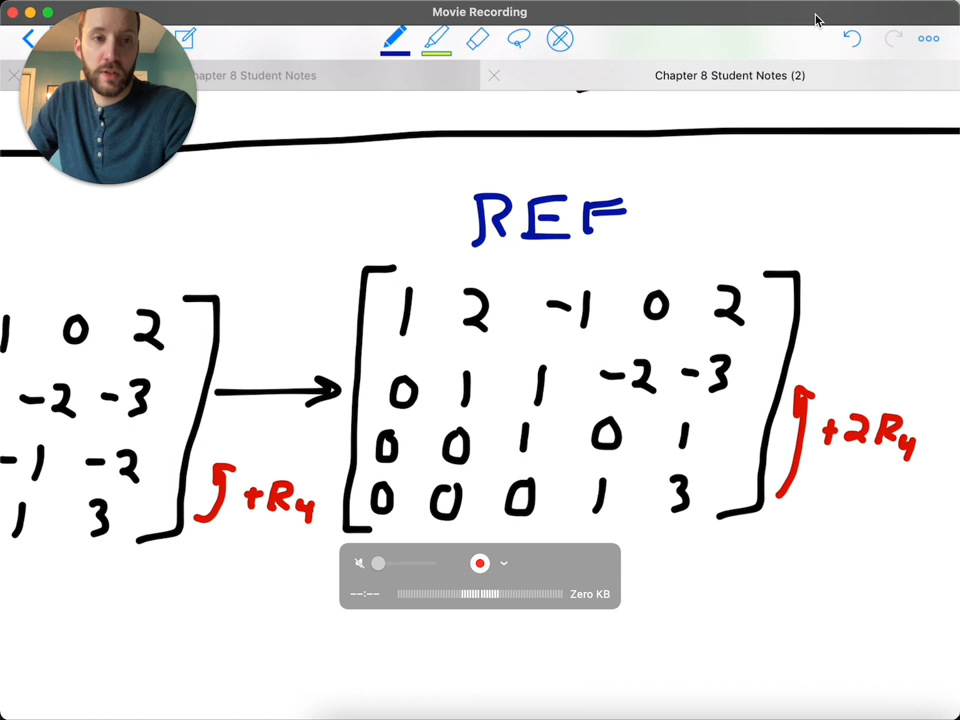 Movie Recording
hapter 8 Student Notes
Chapter 8 Student Notes (2)
REF
1 0 2
-2 -3
-1 -2
1 3
+R4
1 2 -1 0 2
0 1 1 -2 -3
0 0 1 0 1
0 0 0 1 3
+2R4
--:-- Zero KB